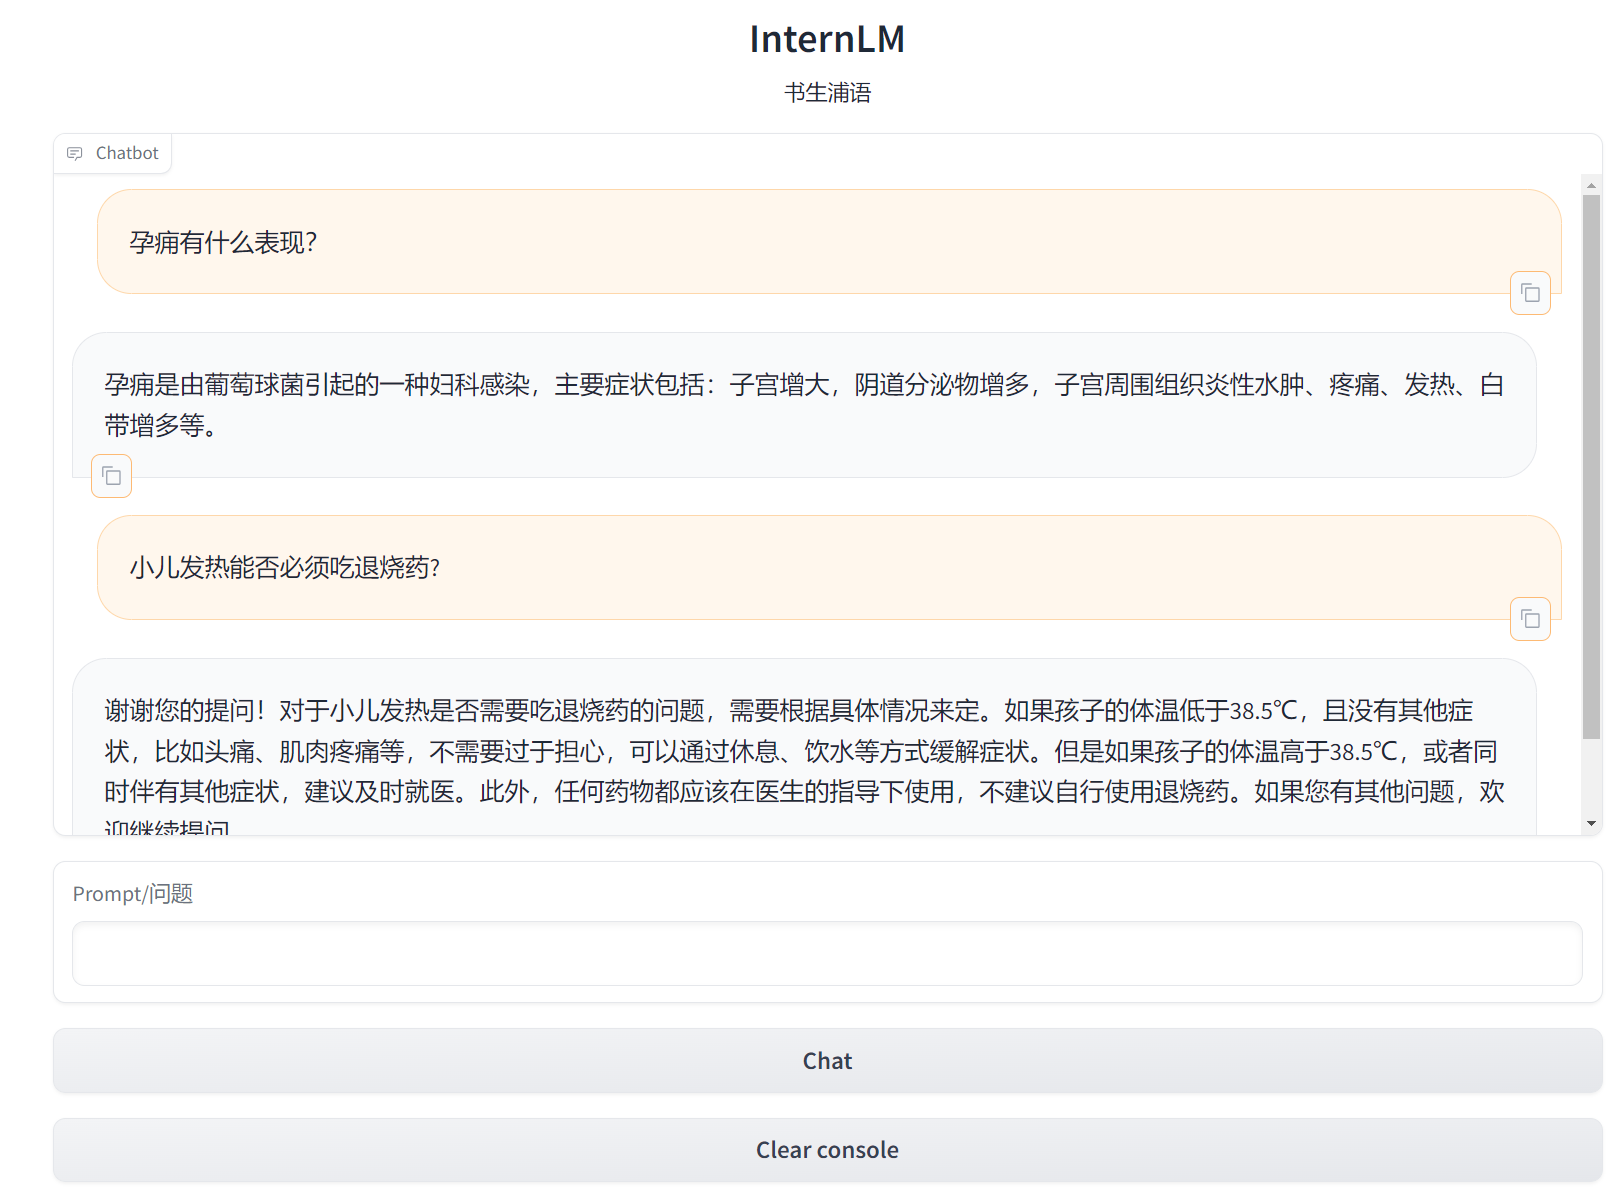 InternLM
书生浦语
Chatbot
孕痈有什么表现?
孕痈是由葡萄球菌引起的一种妇科感染，主要症状包括：子宫增大，阴道分泌物增多，子宫周围组织炎性水肿、疼痛、发热、白
带增多等。
小儿发热能否必须吃退烧药?
谢谢您的提问！对于小儿发热是否需要吃退烧药的问题，需要根据具体情况来定。如果孩子的体温低于38.5℃，且没有其他症
状，比如头痛、肌肉疼痛等，不需要过于担心，可以通过休息、饮水等方式缓解症状。但是如果孩子的体温高于38.5℃，或者同
时伴有其他症状，建议及时就医。此外，任何药物都应该在医生的指导下使用，不建议自行使用退烧药。如果您有其他问题，欢
迎继续提问
Prompt/问题
Chat
Clear console